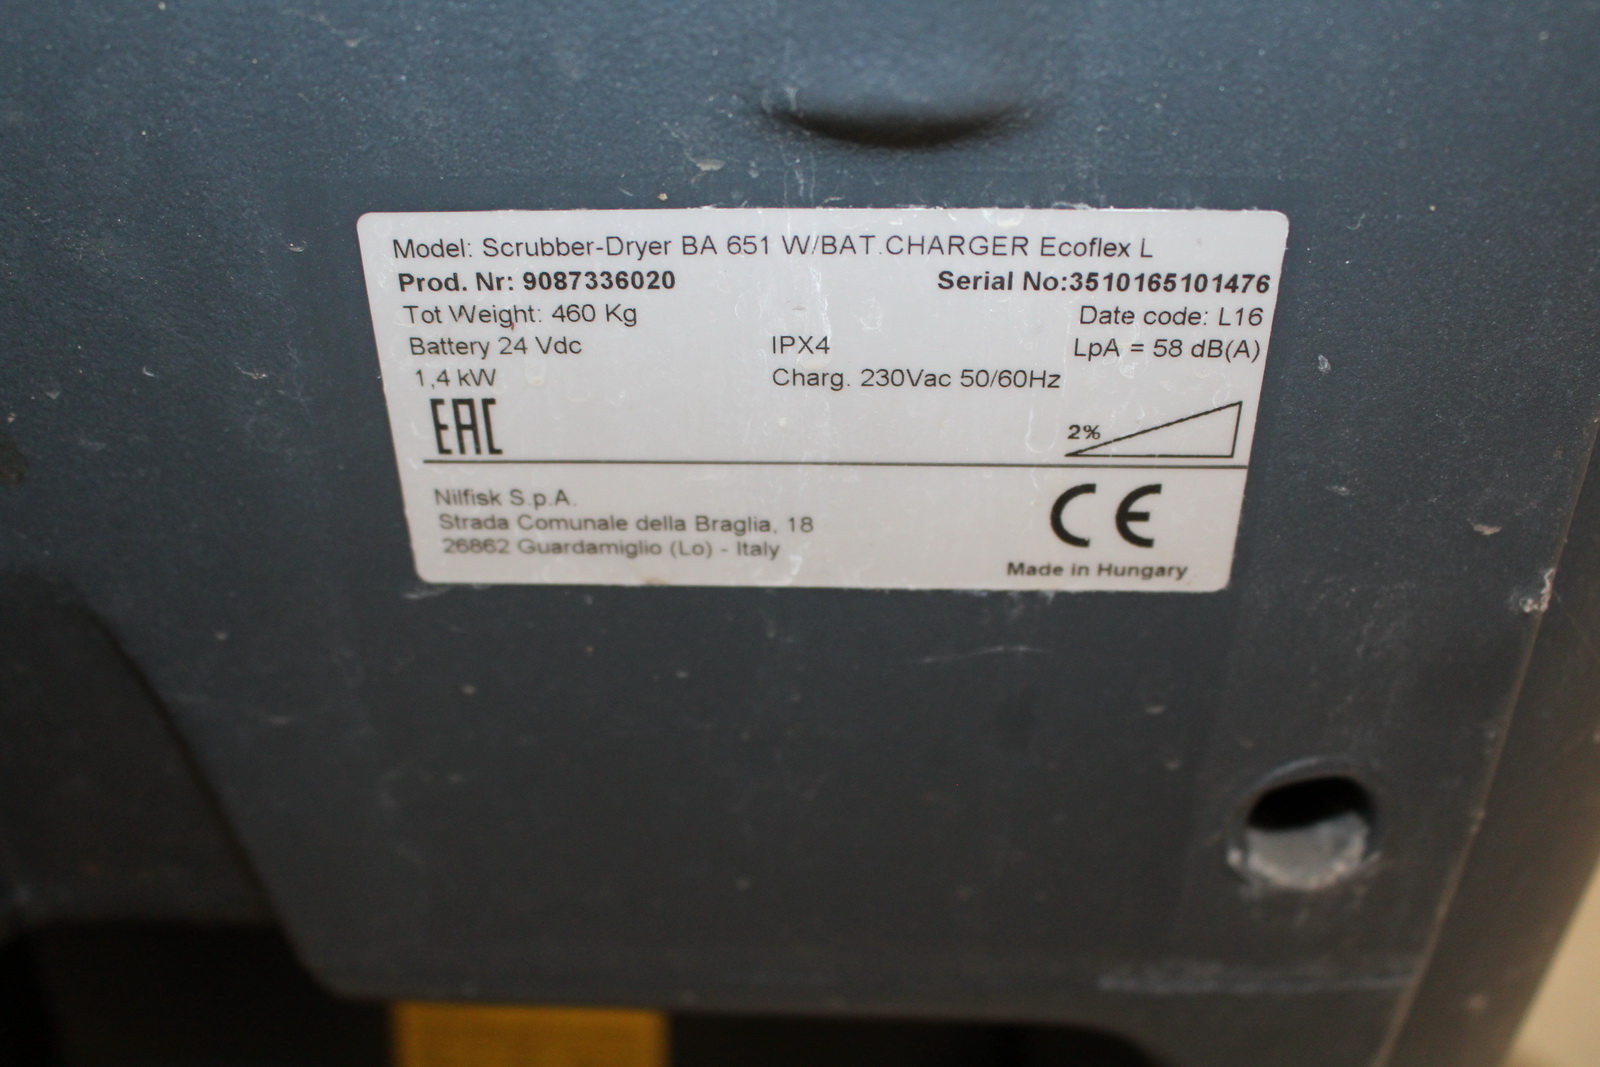 Model: Scrubber-Dryer BA 651 W/BAT.CHARGER Ecoflex L
Prod. Nr: 9087336020 Serial No:3510165101476
Tot Weight: 460 Kg Date code: L16
Battery 24 Vdc IPX4 LpA = 58 dB(A)
1,4 kW Charg. 230Vac 50/60Hz
EAC 2%
Nilfisk S.p.A.
Strada Comunale della Braglia, 18
26862 Guardamiglio (Lo) - Italy
CE
Made in Hungary